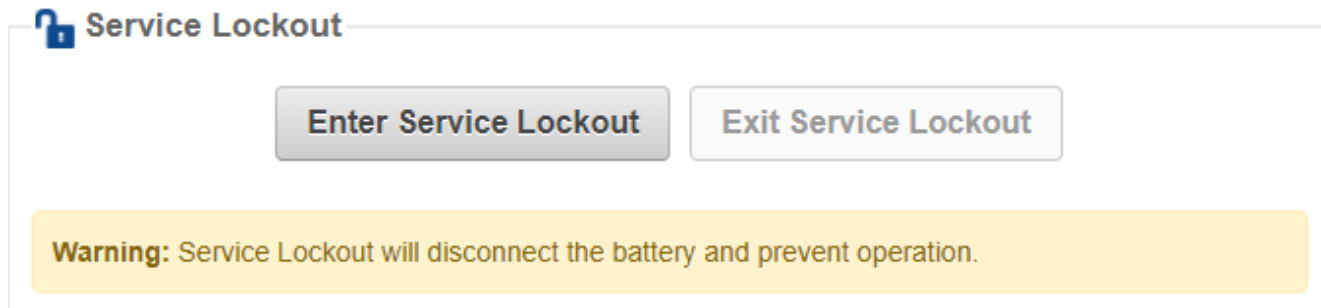 Service Lockout
Enter Service Lockout
Exit Service Lockout
Warning: Service Lockout will disconnect the battery and prevent operation.